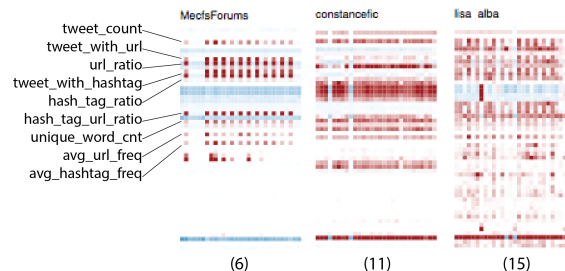 MecfsForums constancefic lisa alba
tweet_count
tweet_with_url
url_ratio
tweet_with_hashtag
hash_tag_ratio
hash_tag_url_ratio
unique_word_cnt
avg_url_freq
avg_hashtag_freq
(6) (11) (15)